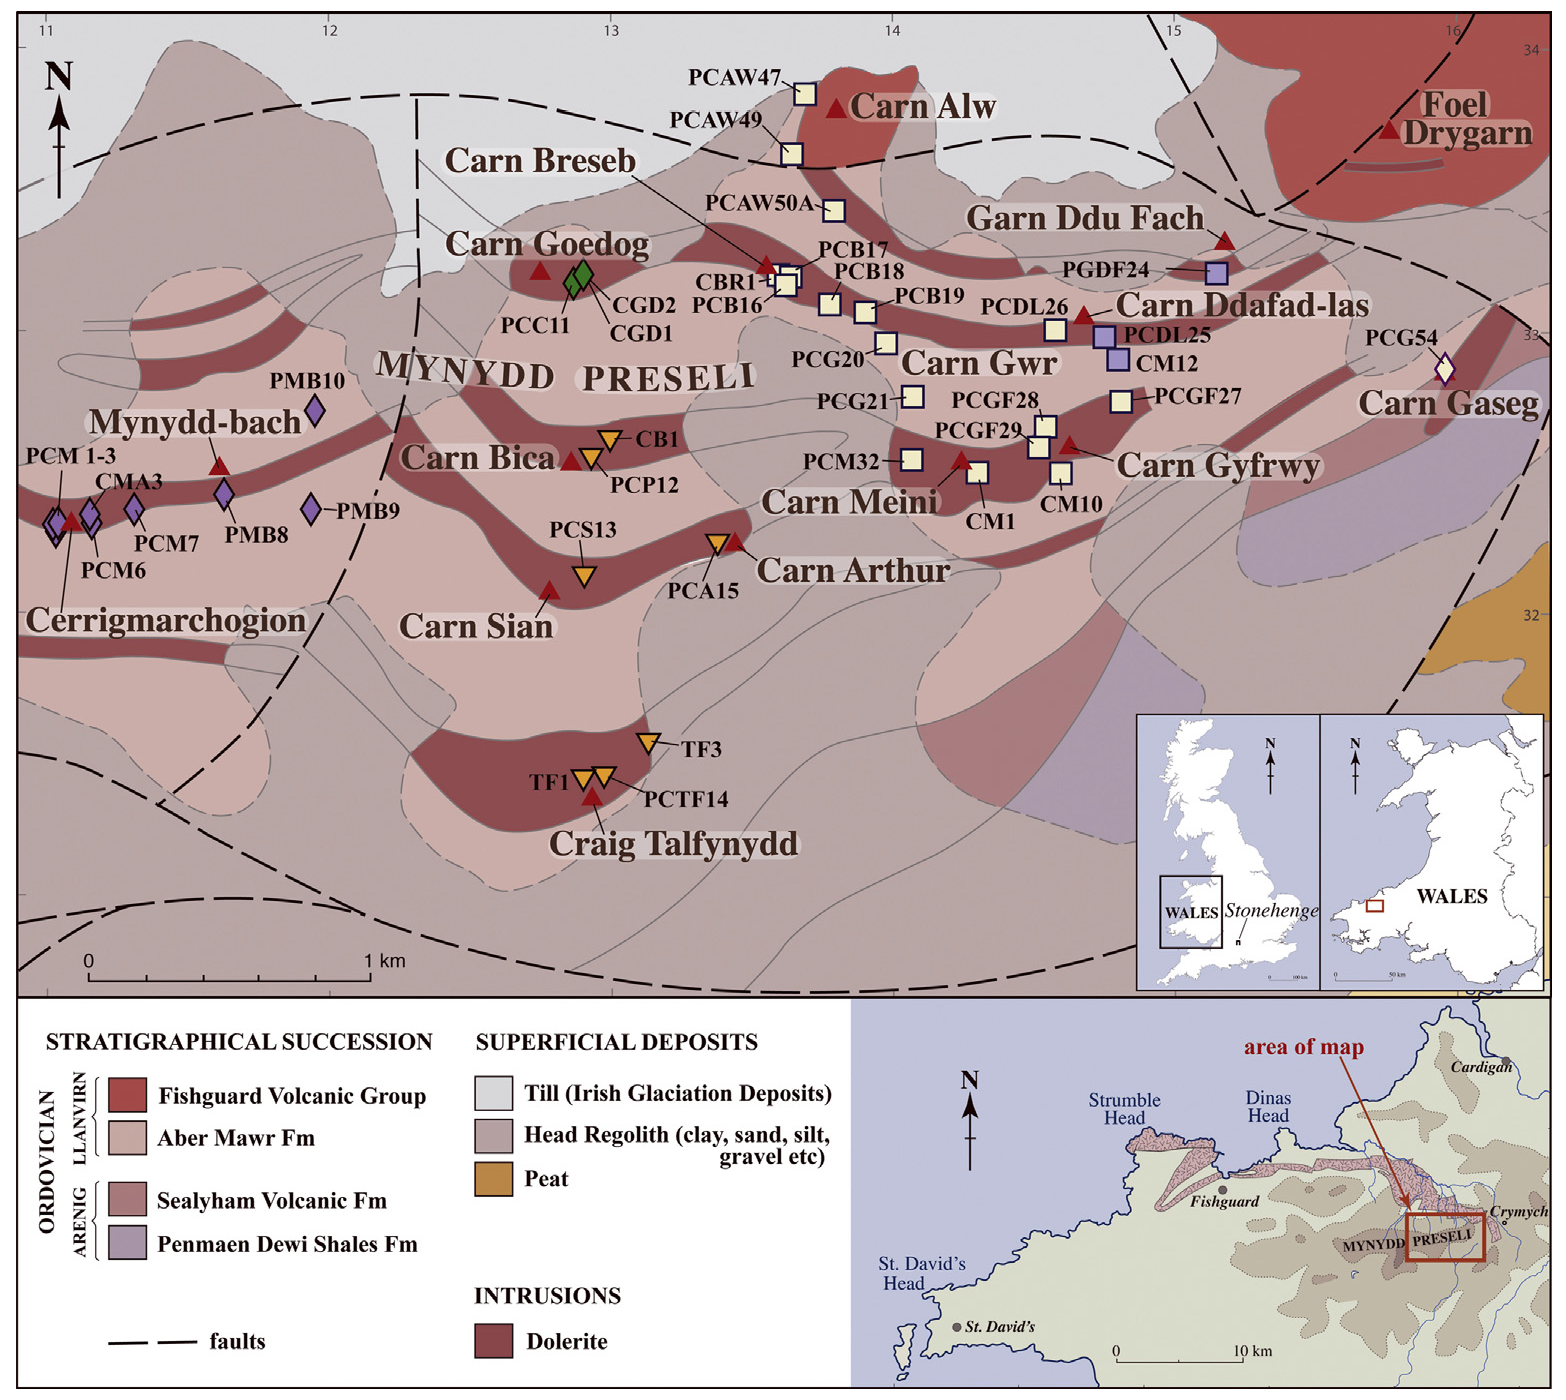 11
12
13
14
15
16
34
N
PCAW47
Carn Alw
Foel
Drygarn
PCAW49
Carn Breseb
PCAW50A
Garn Ddu Fach
Carn Goedog
PCB17
PCB18
PGDF24
CBR1
PCB16
PCB19
CGD2
PCC11
CGD1
PCDL26
Carn Ddafad-las
33
PCDL25
PCG54
PCG20
Carn Gwr
CM12
MYNYDD PRESELI
PMB10
PCG21
PCGF28
PCGF27
Carn Gaseg
Mynydd-bach
PCGF29
CB1
PCM 1-3
Carn Bica
PCM32
Carn Gyfrwy
CMA3
PCP12
Carn Meini
CM10
PMB9
CM1
PCM7
PMB8
PCS13
PCM6
Carn Arthur
PCA15
Cerrigmarchogion
Carn Sian
32
TF3
TF1
PCTF14
Craig Talfynydd
0
1 km
N
N
WALES
Stonehenge
0
100 km
WALES
0
50 km
STRATIGRAPHICAL SUCCESSION
ORDOVICIAN
LLANVIRN
Fishguard Volcanic Group
Aber Mawr Fm
ARENIG
Sealyham Volcanic Fm
Penmaen Dewi Shales Fm
faults
SUPERFICIAL DEPOSITS
Till (Irish Glaciation Deposits)
Head Regolith (clay, sand, silt,
gravel etc)
Peat
INTRUSIONS
Dolerite
area of map
N
Cardigan
Strumble
Head
Dinas
Head
Fishguard
Crymych
MYNYDD PRESELI
St. David's
Head
St. David's
0
10 km